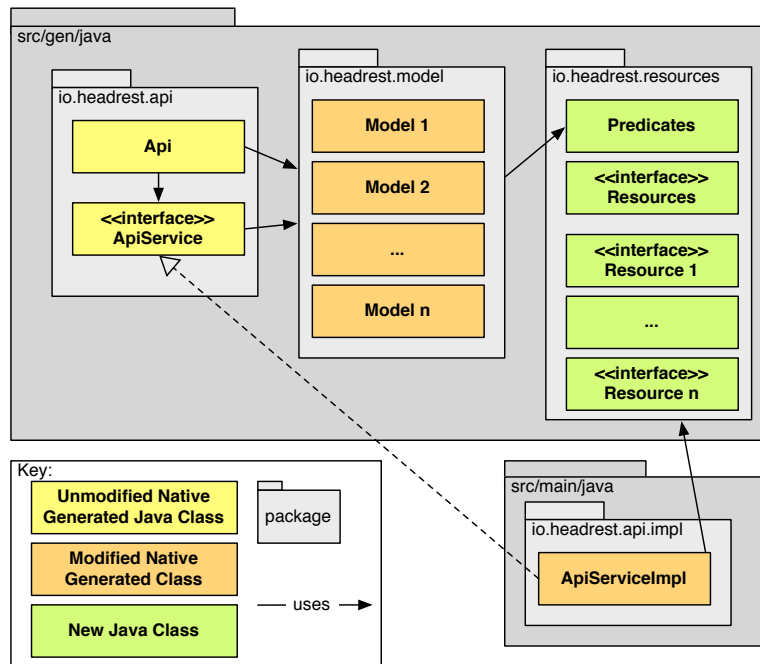 src/gen/java
io.headrest.api
Api
<<interface>>
ApiService
io.headrest.model
Model 1
Model 2
...
Model n
io.headrest.resources
Predicates
<<interface>>
Resources
<<interface>>
Resource 1
...
<<interface>>
Resource n
Key:
Unmodified Native
Generated Java Class
Modified Native
Generated Class
New Java Class
package
uses
src/main/java
io.headrest.api.impl
ApiServiceImpl